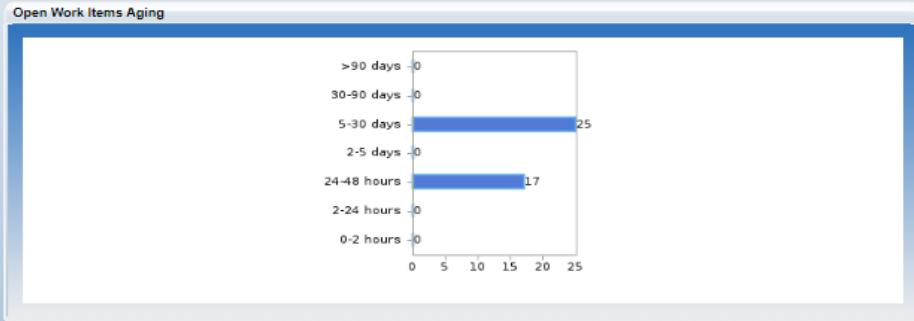 Open Work Items Aging
>90 days 0
30-90 days 0
5-30 days 25
2-5 days 0
24-48 hours 17
2-24 hours 0
0-2 hours 0
0 5 10 15 20 25